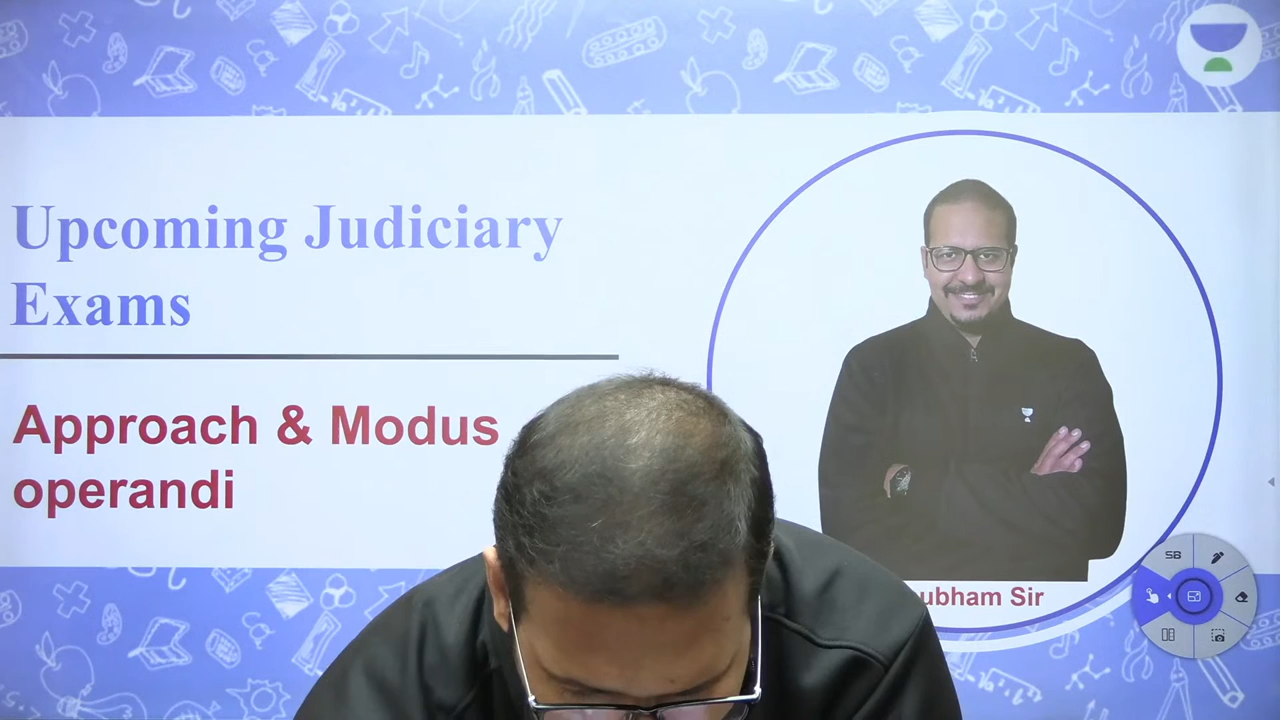 Upcoming Judiciary
Exams
Approach & Modus
operandi
ubham Sir
SB